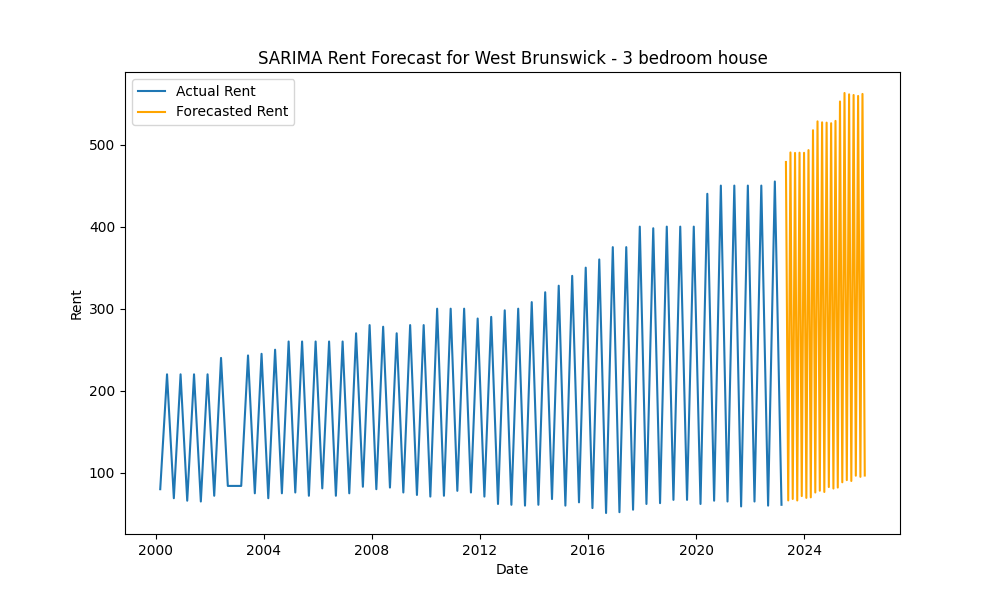 SARIMA Rent Forecast for West Brunswick - 3 bedroom house
Actual Rent
Forecasted Rent
500
400
300
200
100
Rent
2000 2004 2008 2012 2016 2020 2024
Date